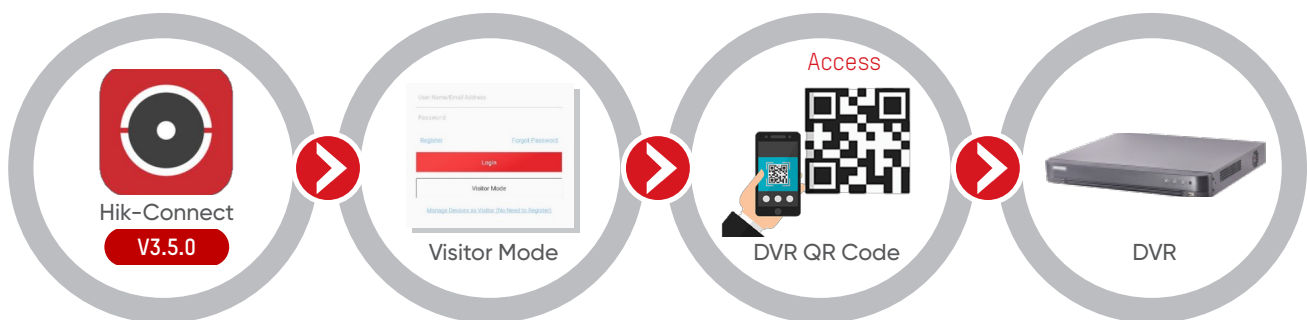 Hik-Connect
V3.5.0
User Name/Email Address
Password
Register
Forgot Password
Login
Visitor Mode
Manage Devices as Visitor (No Need to Register)
Visitor Mode
Access
DVR QR Code
DVR